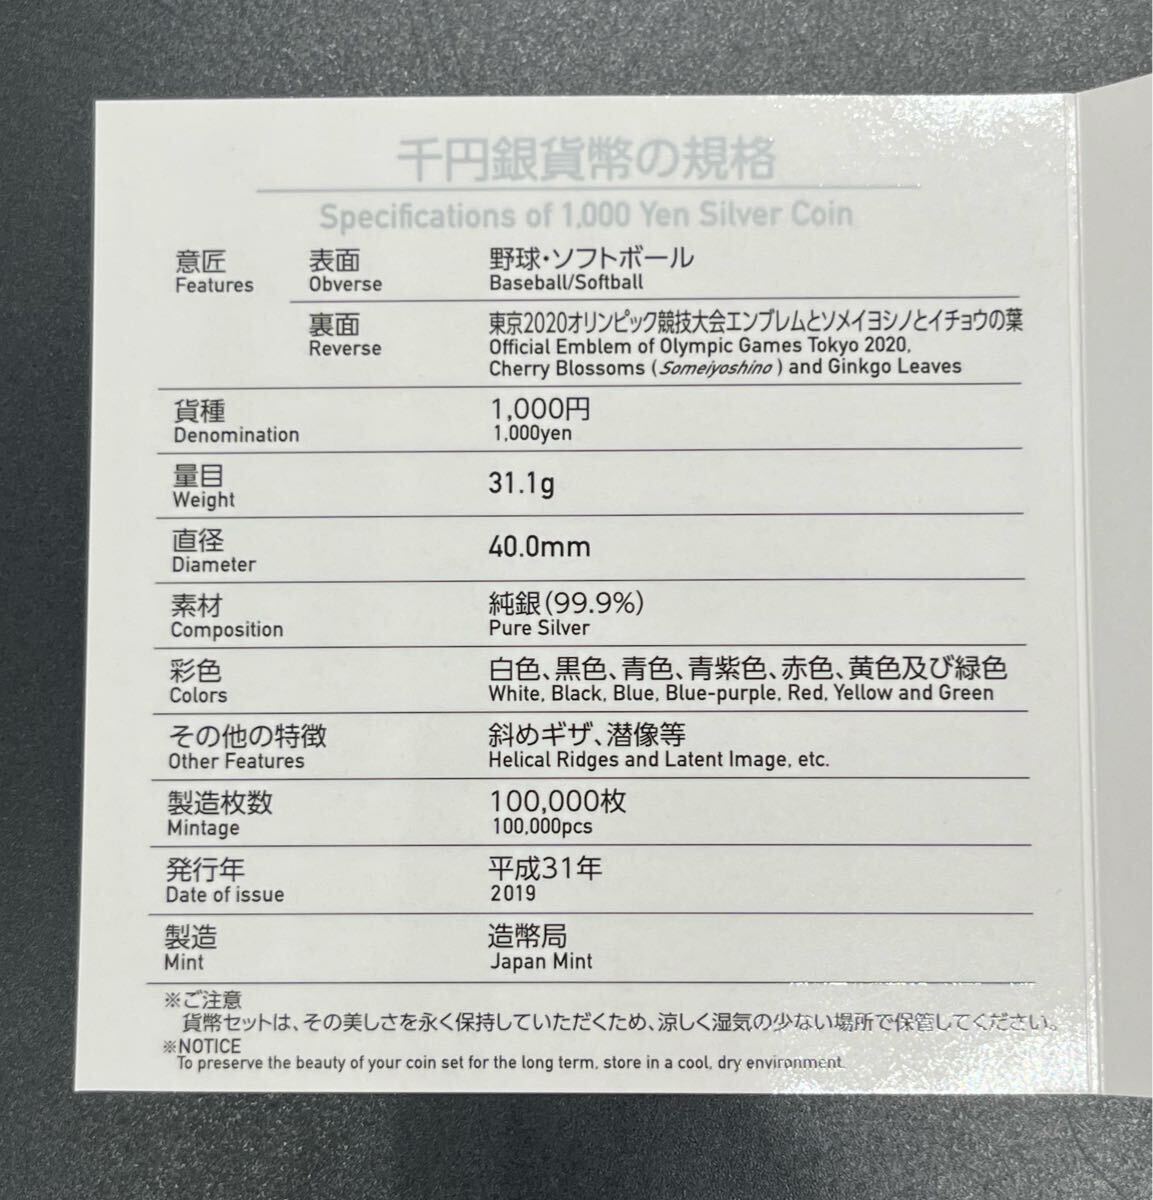 千円銀貨幣の規格
Specifications of 1,000 Yen Silver Coin
意匠 表面 野球・ソフトボール
Features Obverse Baseball/Softball
裏面 東京2020オリンピック競技大会エンブレムとソメイヨシノとイチョウの葉
Reverse Official Emblem of Olympic Games Tokyo 2020,
Cherry Blossoms (Someiyoshino) and Ginkgo Leaves
貨種 1,000円
Denomination 1,000yen
量目 31.1g
Weight
直径 40.0mm
Diameter
素材 純銀(99.9%)
Composition Pure Silver
彩色 白色、黒色、青色、青紫色、赤色、黄色及び緑色
Colors White, Black, Blue, Blue-purple, Red, Yellow and Green
その他の特徴 斜めギザ、潜像等
Other Features Helical Ridges and Latent Image, etc.
製造枚数 100,000枚
Mintage 100,000pcs
発行年 平成31年
Date of issue 2019
製造 造幣局
Mint Japan Mint
※ご注意
貨幣セットは、その美しさを永く保持していただくため、涼しく湿気の少ない場所で保管してください。
※NOTICE
To preserve the beauty of your coin set for the long term, store in a cool, dry environment.